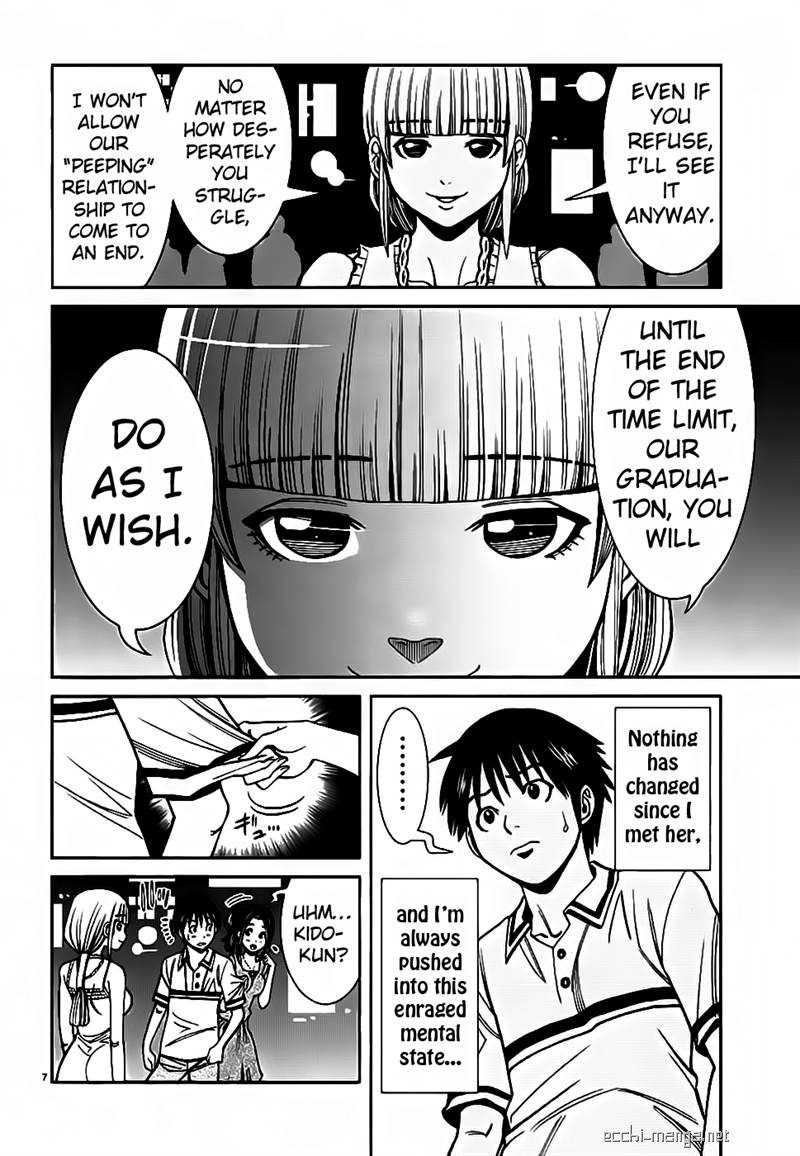 EVEN IF
YOU
REFUSE,
I'LL SEE
IT
ANYWAY.
NO
MATTER
HOW DES-
PERATELY
YOU
STRUG-
GLE,
I WON'T
ALLOW
OUR
"PEEPING"
RELATION-
SHIP TO
COME TO
AN END.
UNTIL
THE END
OF THE
TIME LIMIT,
OUR
GRADUA-
TION, YOU
WILL
DO
AS I
WISH.
Nothing
has
changed
since I
met her,
........
and I'm
always
pushed
into this
enraged
mental
state...
ギュ...
UHM...
KIDO-
KUN?
7
ecchi-manga.net